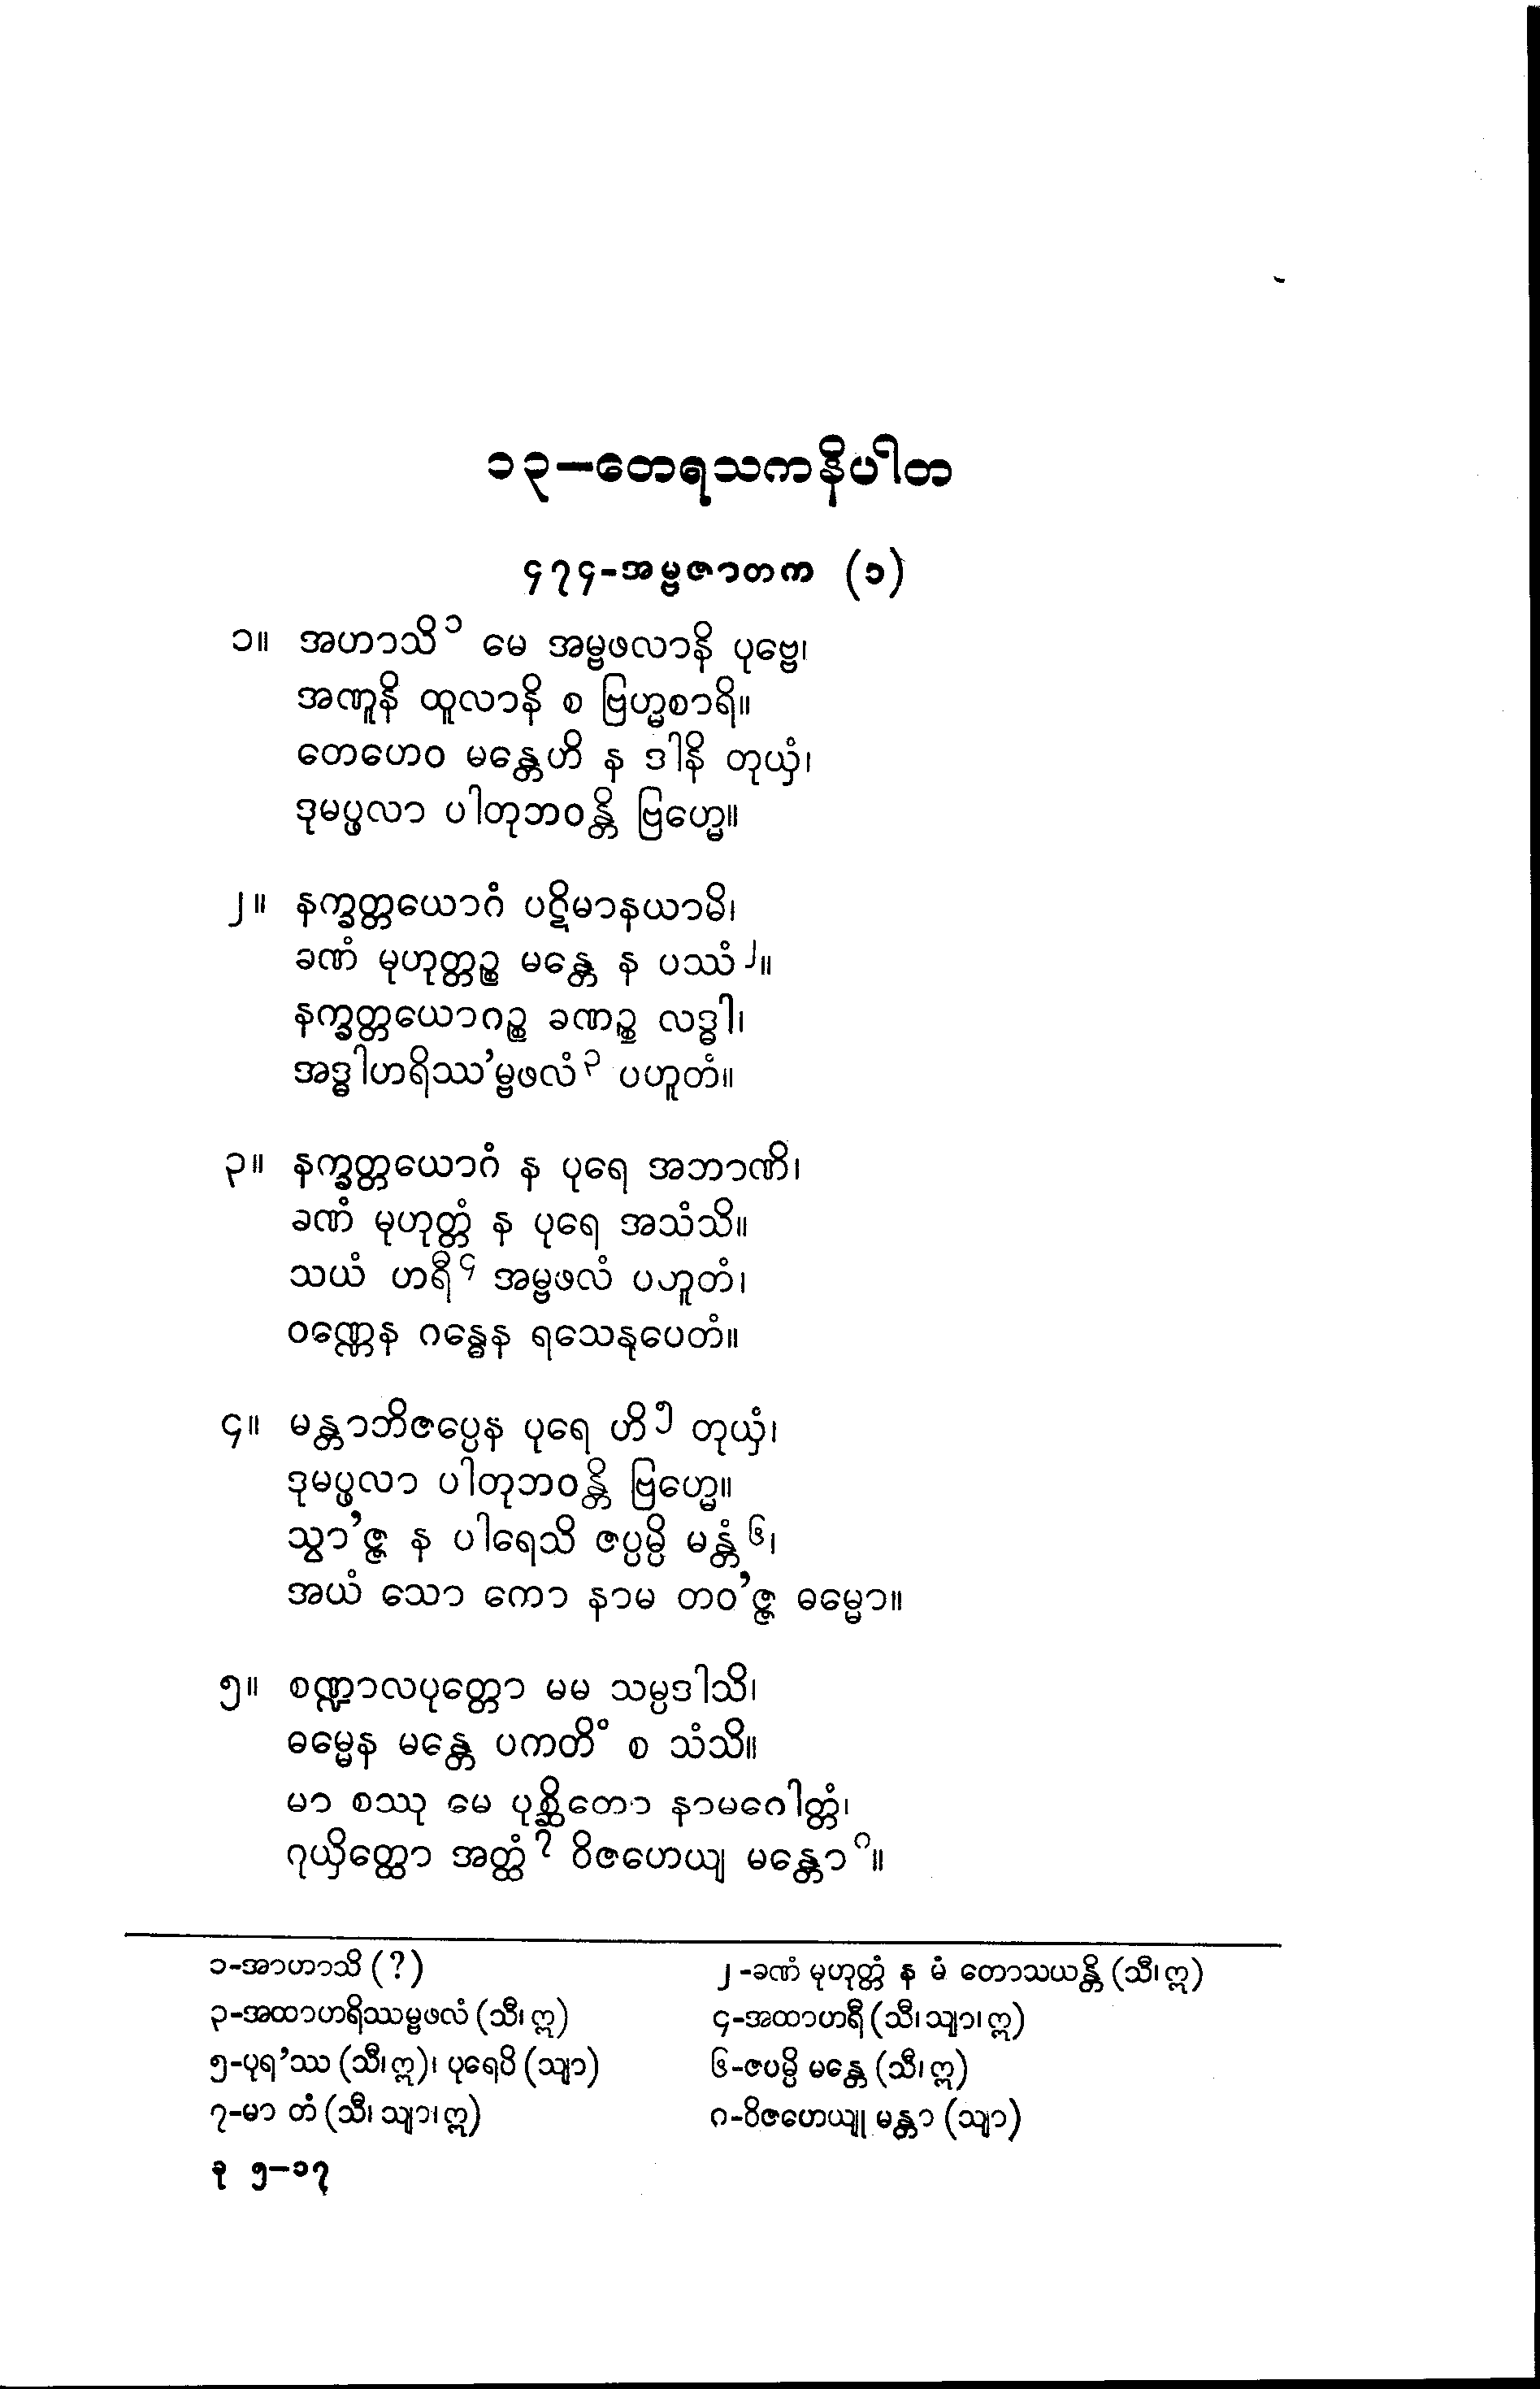 ၁၃–တေရသကနိပါတ
၄၇၄-အမ္ဗဇာတက (၁)
၁။ အဟာသိ၁ မေ အမ္ဗဖလာနိ ပုဗ္ဗေ၊
အဏူနိ ထူလာနိ စ ဗြဟ္မစာရိ။
တေဟေဝ မန္တေဟိ န ဒါနိ တုယှံ၊
ဒုမပ္ဖလာ ပါတုဘဝန္တိ ဗြဟ္မေ။
၂။ နက္ခတ္တယောဂံ ပဋိမာနယာမိ၊
ခဏံ မုဟုတ္တဉ္စ မန္တေ န ပဿံ၂။
နက္ခတ္တယောဂဉ္စ ခဏဉ္စ လဒ္ဓါ၊
အဒ္ဓါဟရိဿ’မ္ဗဖလံ၃ ပဟူတံ။
၃။ နက္ခတ္တယောဂံ န ပုရေ အဘာဏိ၊
ခဏံ မုဟုတ္တံ န ပုရေ အသံသိ။
သယံ ဟရီ၄ အမ္ဗဖလံ ပဟူတံ၊
ဝဏ္ဏေန ဂန္ဓေန ရသေနုပေတံ။
၄။ မန္တာဘိဇပ္ပေန ပုရေ ဟိ၅ တုယှံ၊
ဒုမပ္ဖလာ ပါတုဘဝန္တိ ဗြဟ္မေ။
သွာ’ဇ္ဇ န ပါရေသိ ဇပ္ပမ္ပိ မန္တံ၆၊
အယံ သော ကော နာမ တဝ’ဇ္ဇ ဓမ္မော။
၅။ စဏ္ဍာလပုတ္တော မမ သမ္ပဒါသိ၊
ဓမ္မေန မန္တေ ပကတိံ စ သံသိ။
မာ စဿု မေ ပုစ္ဆိတော နာမဂေါတ္တံ၊
ဂုယှိတ္ထော အတ္ထံ၇ ဝိဇဟေယျ မန္တော၈။
၁-အာဟာသိ (?)
၂-ခဏံ မုဟုတ္တံ န မံ တောသယန္တိ (သီ၊ ဣ)
၃-အထာဟရိဿမ္ဗဖလံ (သီ၊ ဣ)
၄-အထာဟရီ (သီ၊ သျာ၊ ဣ)
၅-ပုရ’ဿ (သီ၊ ဣ)၊ ပုရေပိ (သျာ)
၆-ဇပမ္ပိ မန္တေ (သီ၊ ဣ)
၇-မာ တံ (သီ၊ သျာ၊ ဣ)
၈-ဝိဇဟေယျု မန္တာ (သျာ)
ခု ၅–၁၇